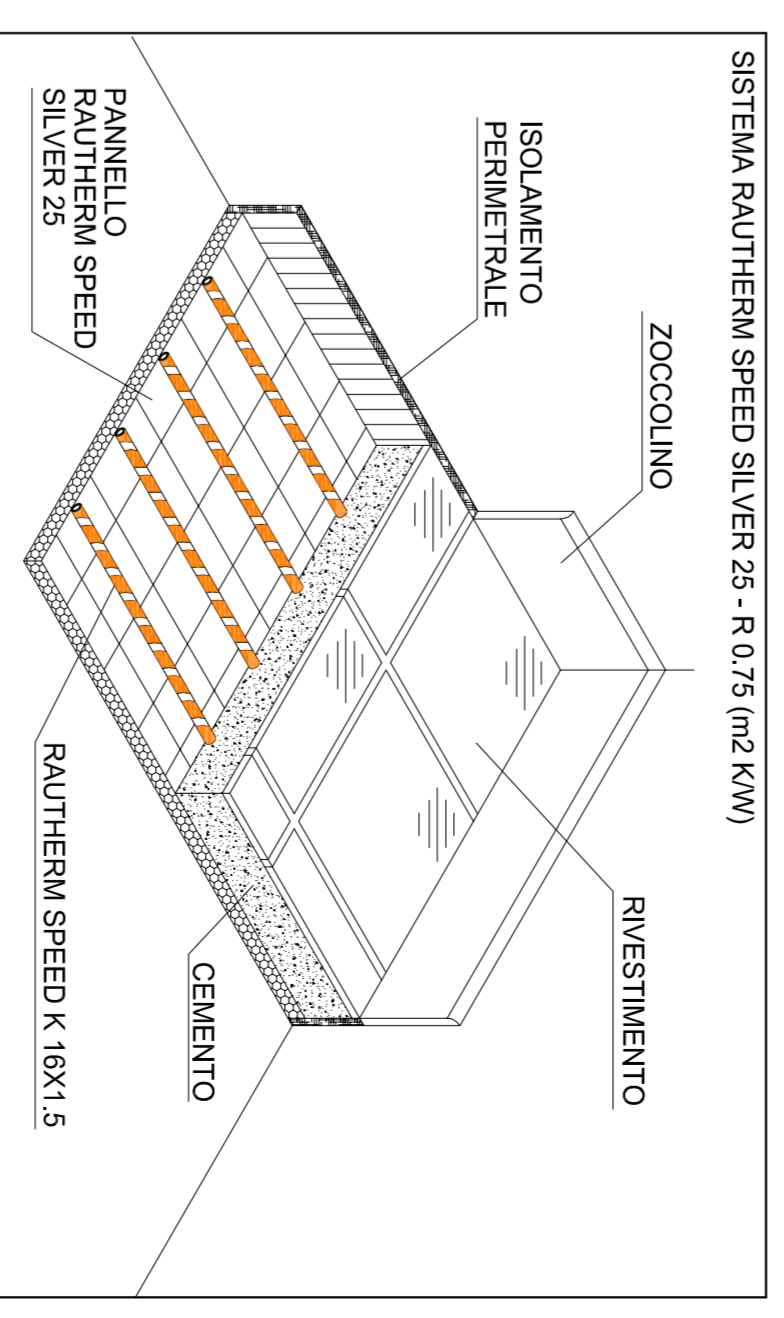 SISTEMA RAUTHERM SPEED SILVER 25 - R 0.75 (m2 K/W)
ZOCCOLINO
RIVESTIMENTO
ISOLAMENTO
PERIMETRALE
CEMENTO
PANNELLO
RAUTHERM SPEED
SILVER 25
RAUTHERM SPEED K 16X1.5